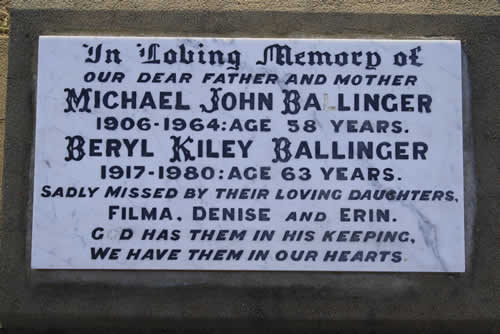 In Loving Memory of
OUR DEAR FATHER AND MOTHER
MICHAEL JOHN BALLINGER
1906-1964: AGE 58 YEARS.
BERYL KILEY BALLINGER
1917-1980: AGE 63 YEARS.
SADLY MISSED BY THEIR LOVING DAUGHTERS,
FILMA, DENISE AND ERIN.
GOD HAS THEM IN HIS KEEPING,
WE HAVE THEM IN OUR HEARTS